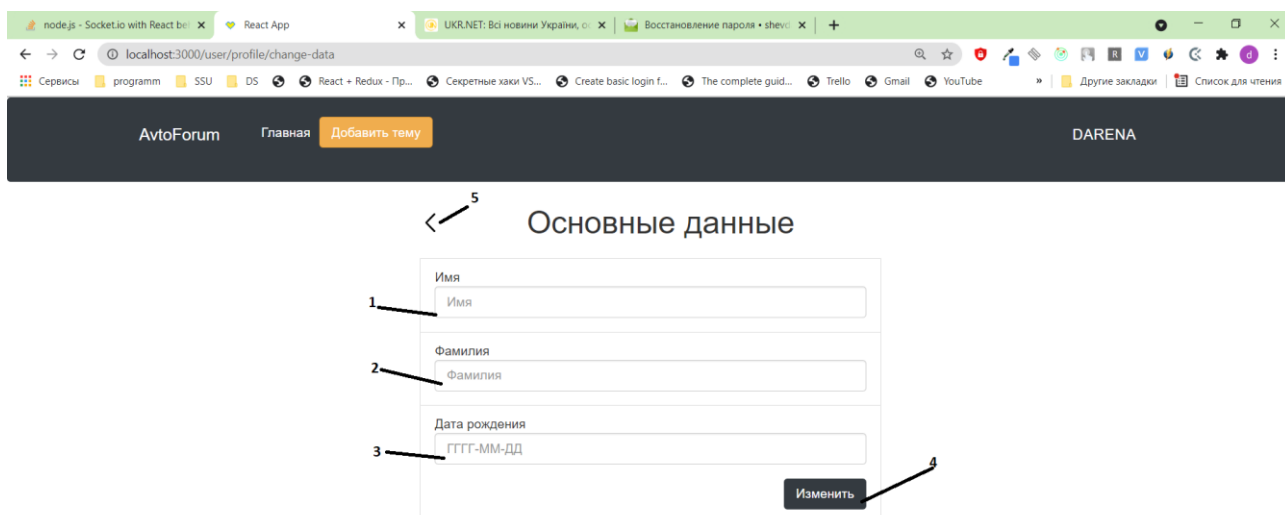 node.js - Socket.io with React be
React App
UKR.NET: Всі новини України, о
Восстановление пароля • shevd
localhost:3000/user/profile/change-data
Сервисы programm SSU DS React + Redux - Пр... Секретные хаки VS... Create basic login f... The complete guid... Trello Gmail YouTube » Другие закладки Список для чтения
AvtoForum Главная Добавить тему DARENA
5
Основные данные
Имя
1 Имя
Фамилия
2 Фамилия
Дата рождения
3 ГГГГ-ММ-ДД
4
Изменить